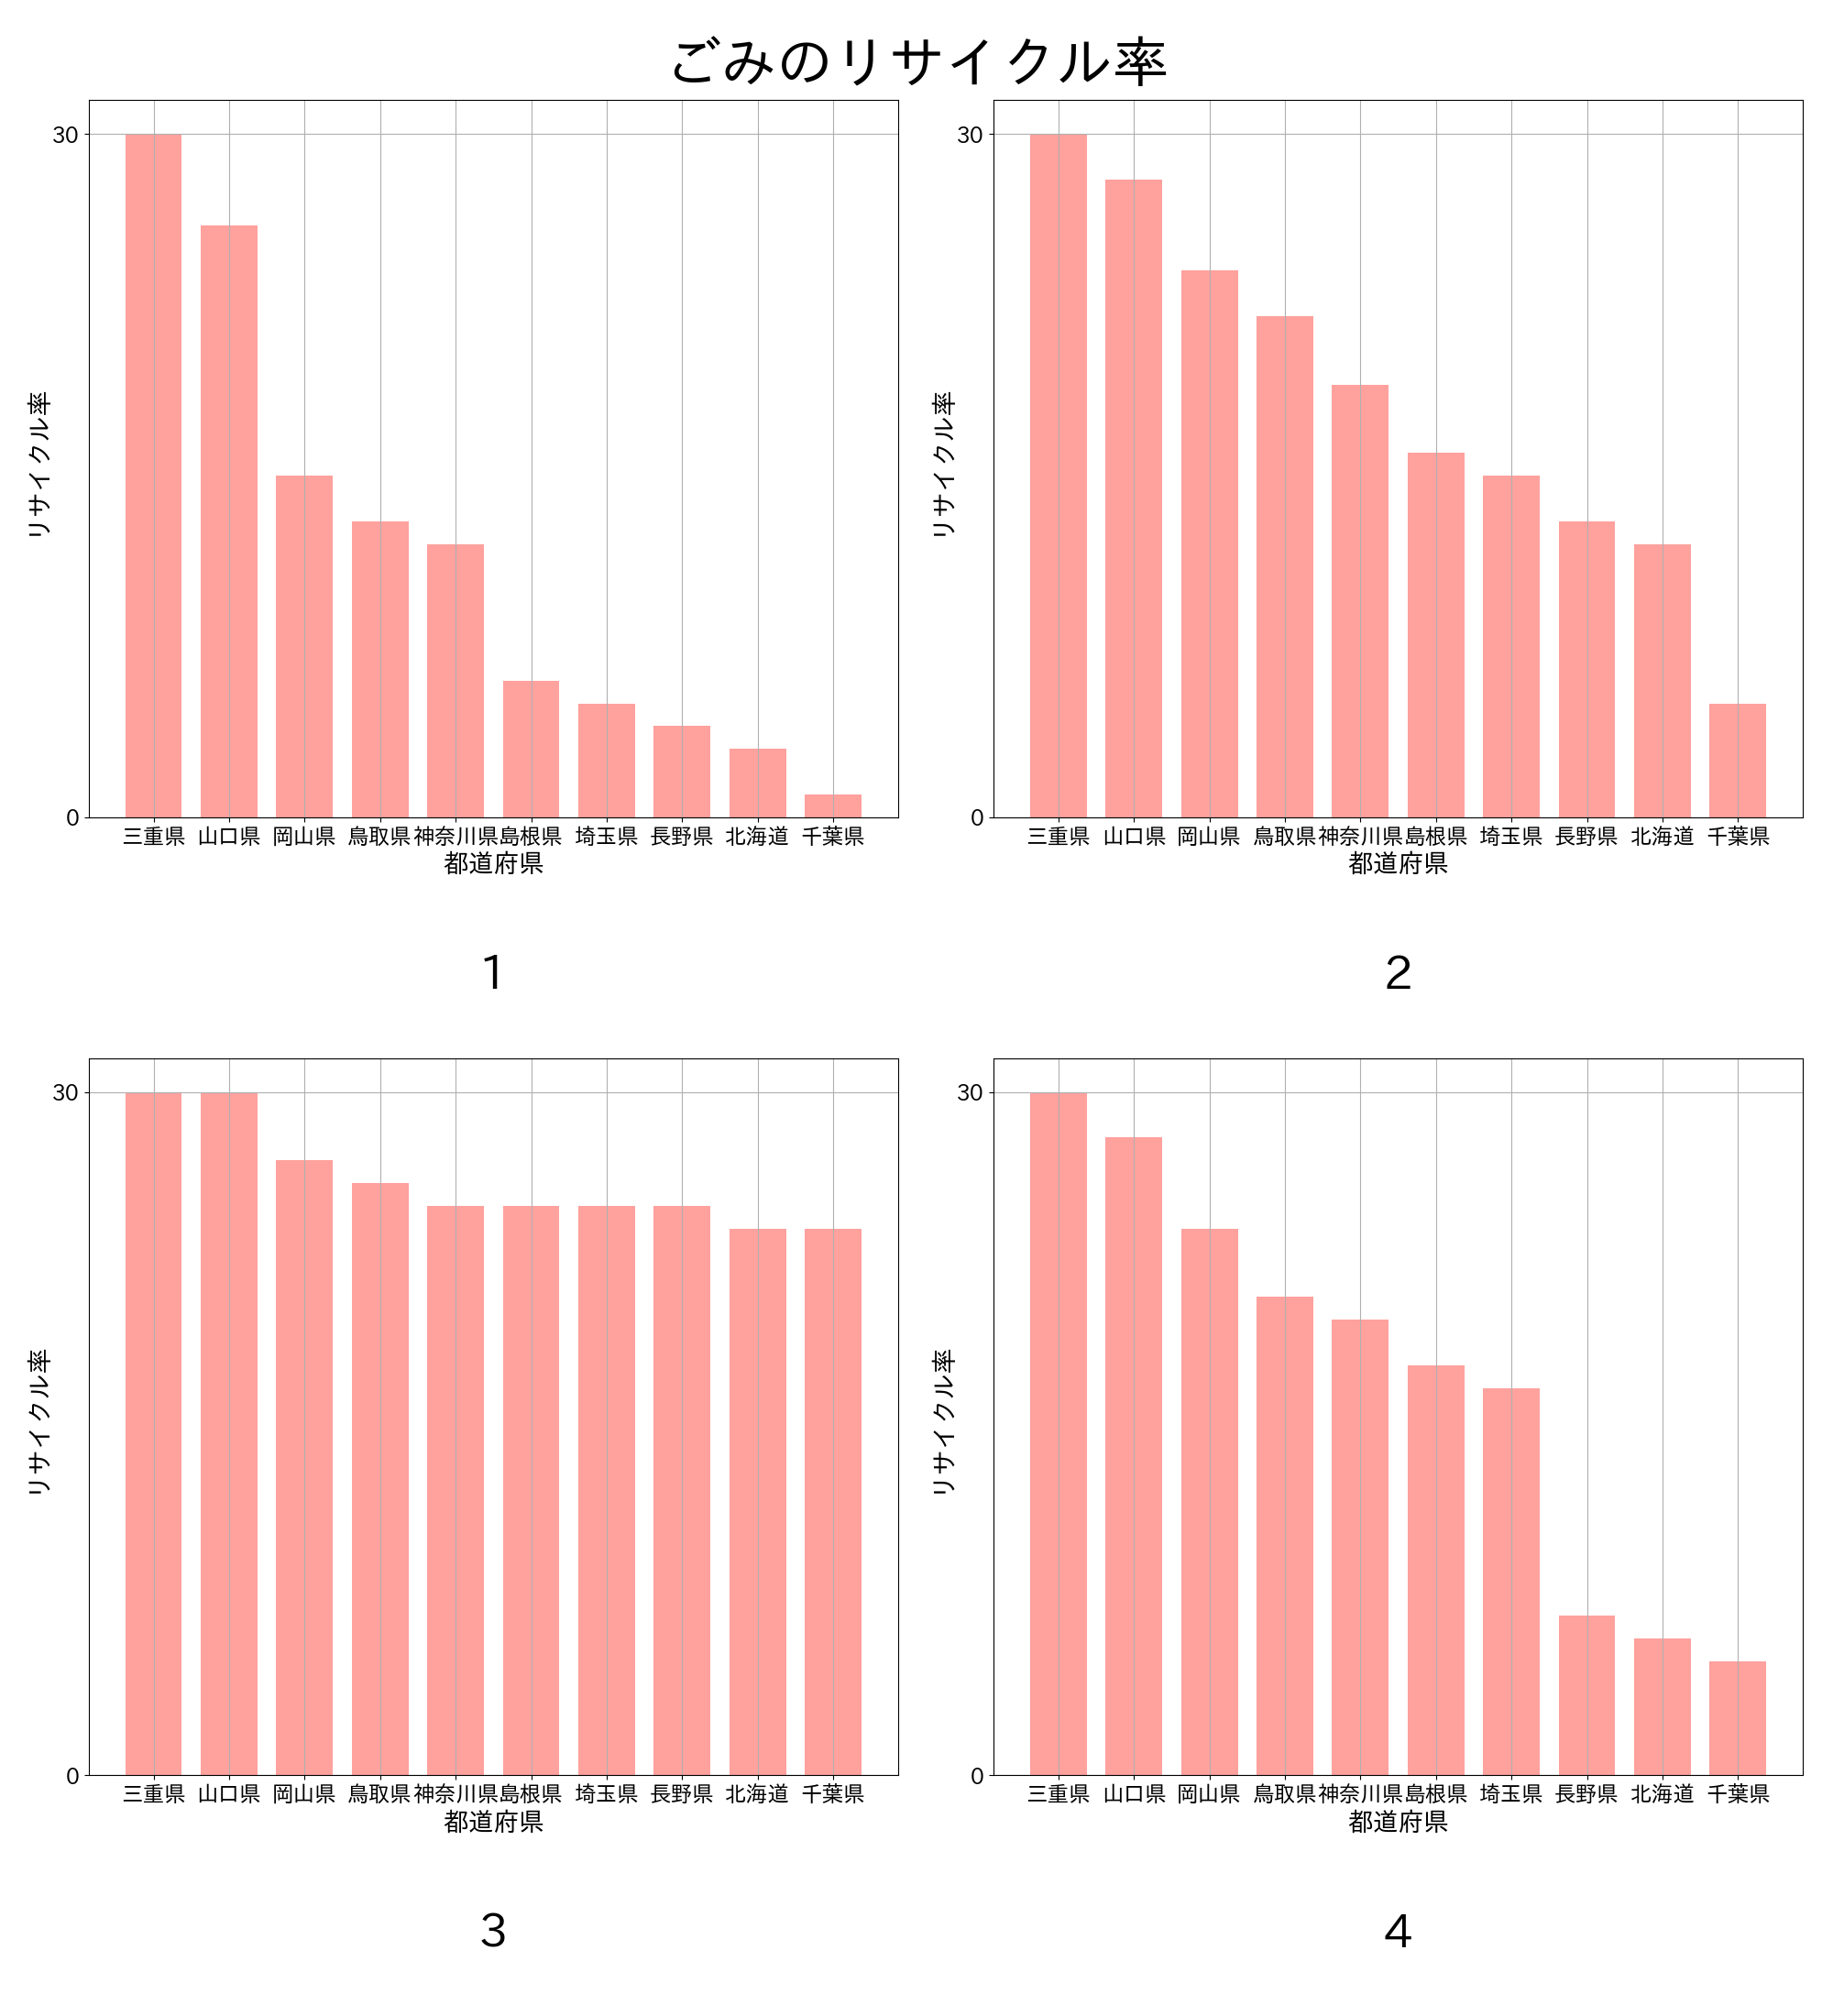 ごみのリサイクル率
30
0
リサイクル率
三重県 山口県 岡山県 鳥取県 神奈川県 島根県 埼玉県 長野県 北海道 千葉県
都道府県
1
30
0
リサイクル率
三重県 山口県 岡山県 鳥取県 神奈川県 島根県 埼玉県 長野県 北海道 千葉県
都道府県
2
30
0
リサイクル率
三重県 山口県 岡山県 鳥取県 神奈川県 島根県 埼玉県 長野県 北海道 千葉県
都道府県
3
30
0
リサイクル率
三重県 山口県 岡山県 鳥取県 神奈川県 島根県 埼玉県 長野県 北海道 千葉県
都道府県
4